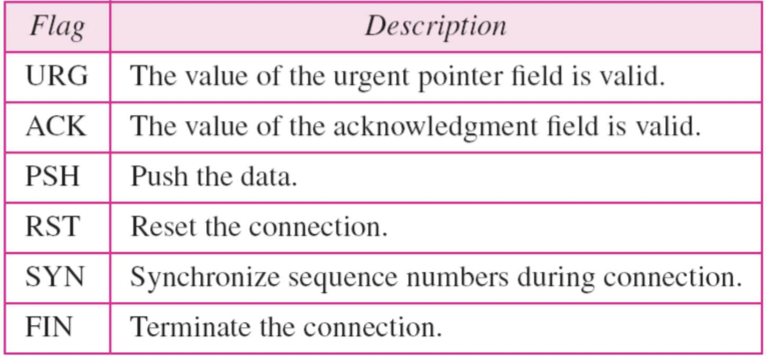 Flag Description
URG The value of the urgent pointer field is valid.
ACK The value of the acknowledgment field is valid.
PSH Push the data.
RST Reset the connection.
SYN Synchronize sequence numbers during connection.
FIN Terminate the connection.